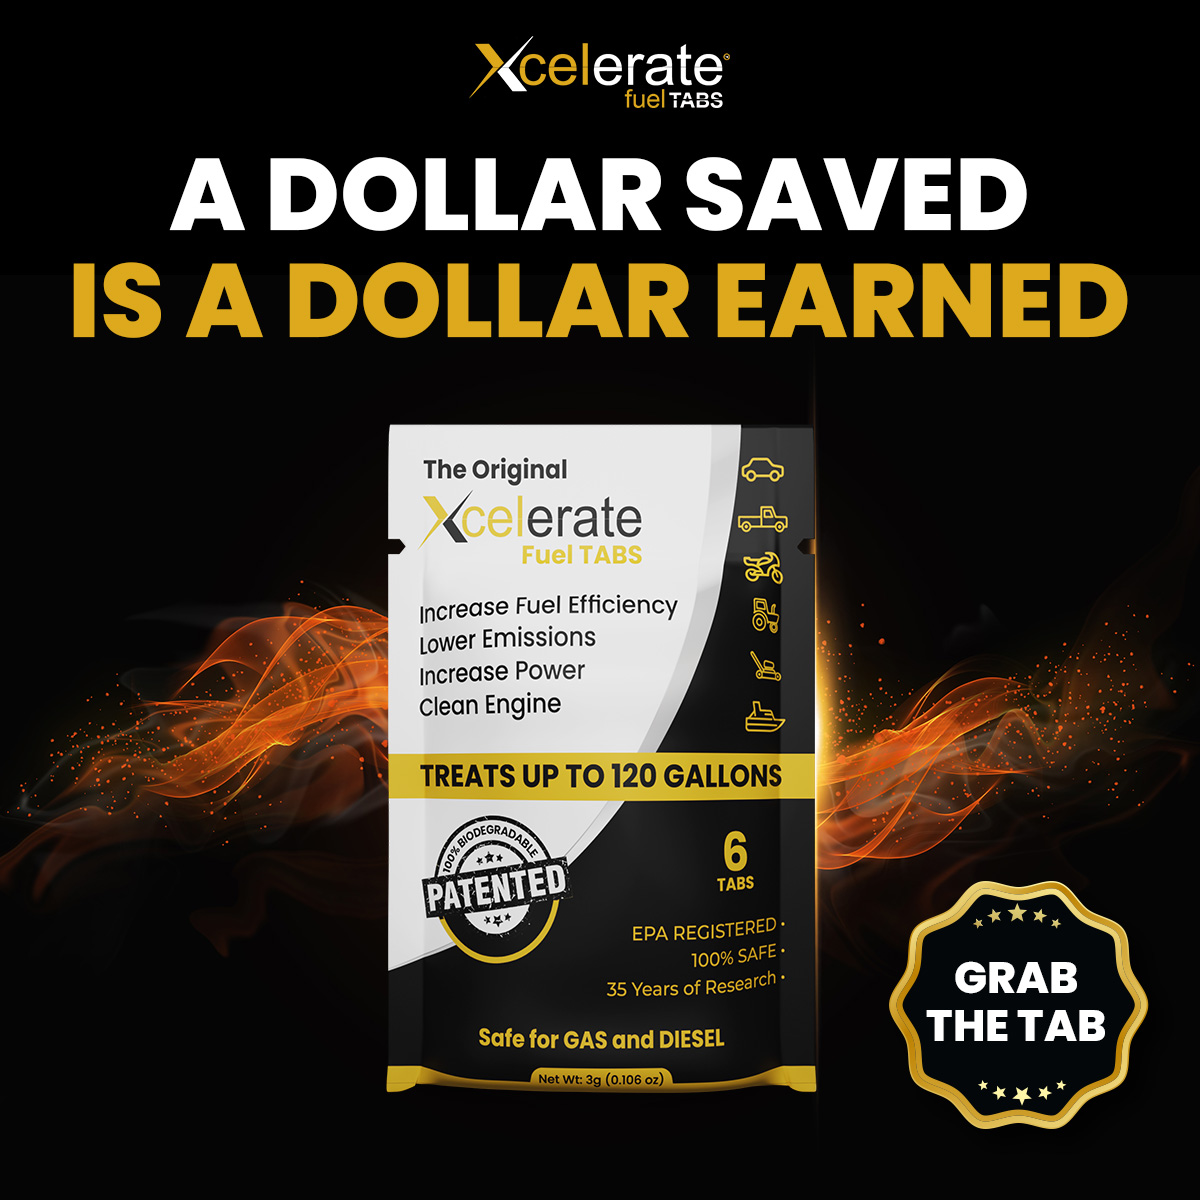 Xcelerate
fuel TABS
A DOLLAR SAVED
IS A DOLLAR EARNED
The Original
Xcelerate
Fuel TABS
Increase Fuel Efficiency
Lower Emissions
Increase Power
Clean Engine
TREATS UP TO 120 GALLONS
100% BIODEGRADABLE
PATENTED
6
TABS
EPA REGISTERED •
100% SAFE •
35 Years of Research •
Safe for GAS and DIESEL
Net Wt: 3g (0.106 oz)
GRAB
THE TAB